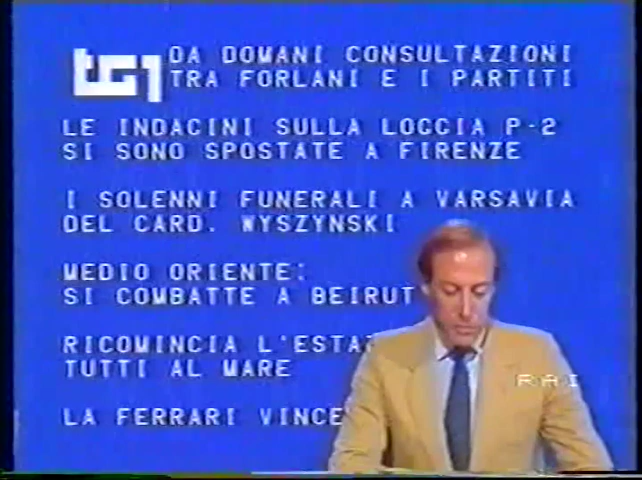 tG1
DA DOMANI CONSULTAZIONI
TRA FORLANI E I PARTITI
LE INDAGINI SULLA LOGGIA P-2
SI SONO SPOSTATE A FIRENZE
I SOLENNI FUNERALI A VARSAVIA
DEL CARD. WYSZYNSKI
MEDIO ORIENTE:
SI COMBATTE A BEIRUT
RICOMINCIA L'ESTA
TUTTI AL MARE
LA FERRARI VINCE
RAI